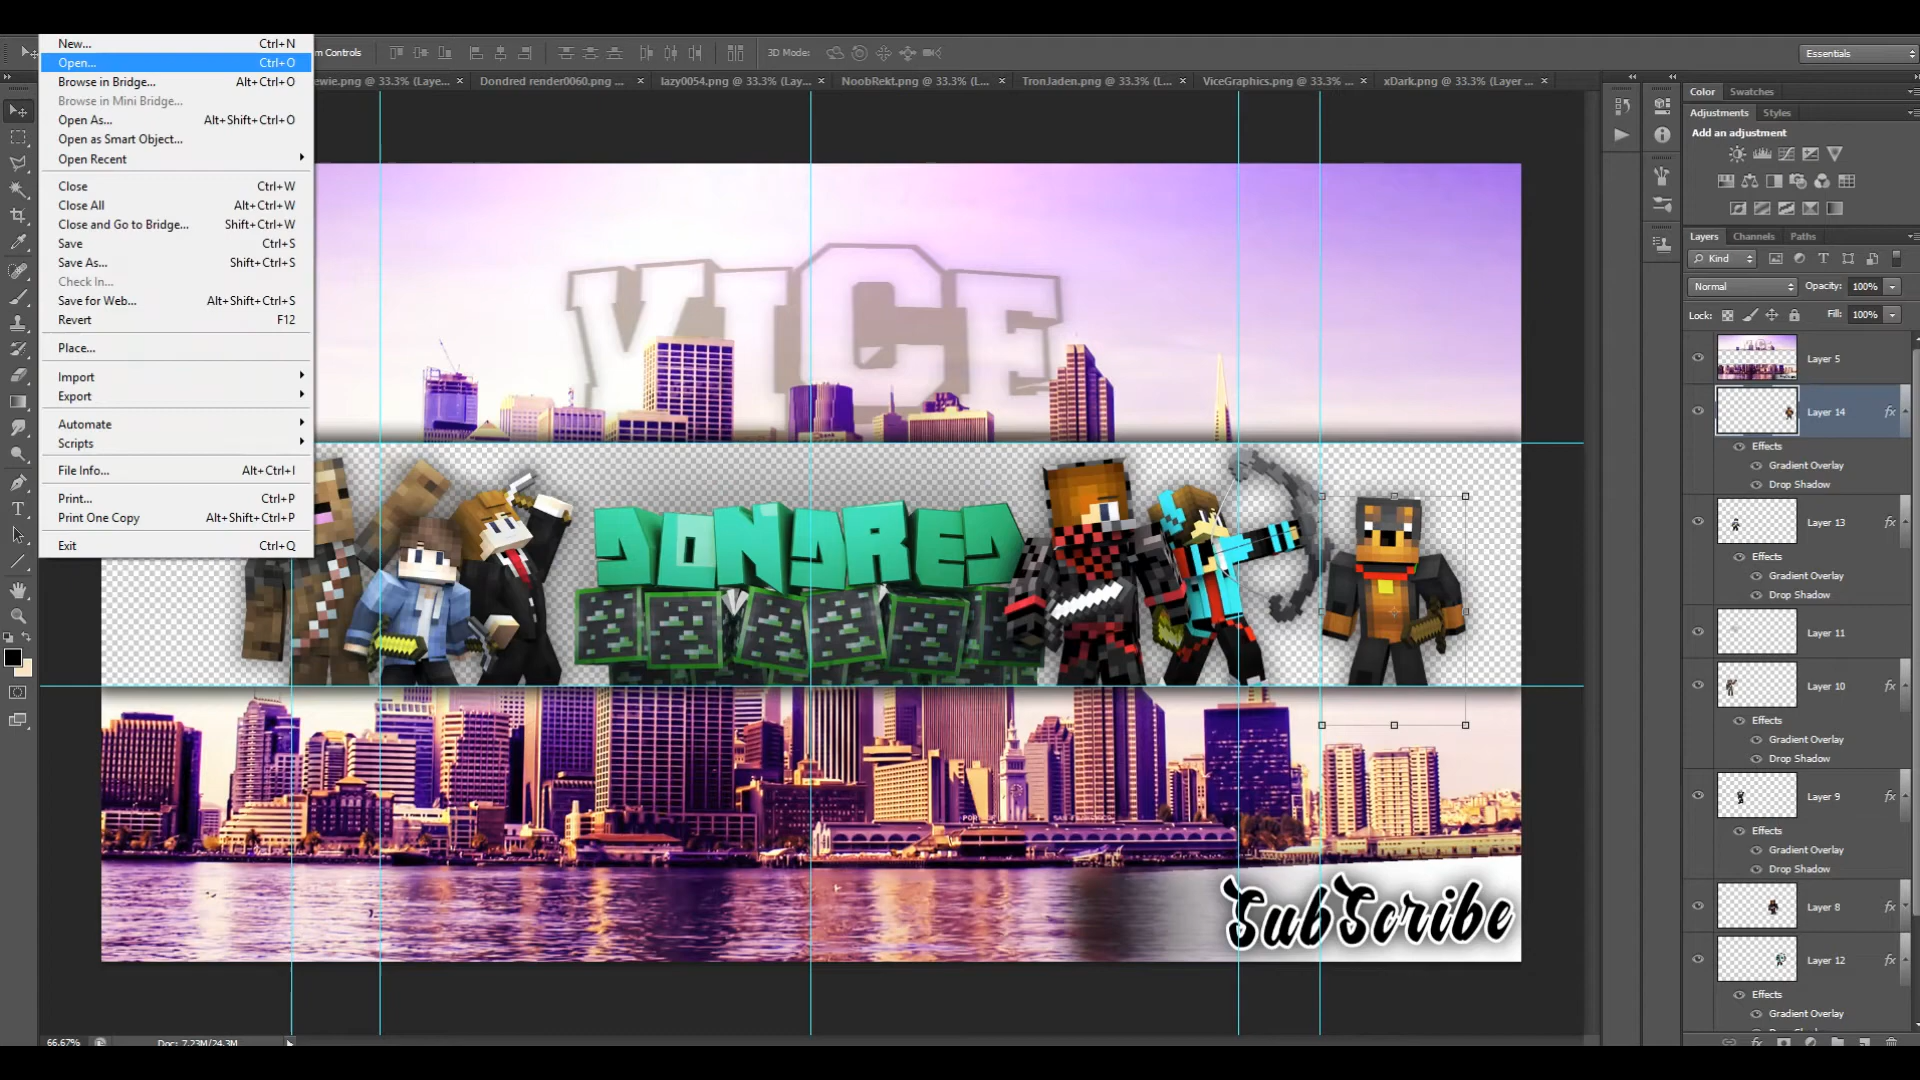 New... Ctrl+N
Open... Ctrl+O
Browse in Bridge... Alt+Ctrl+O
Browse in Mini Bridge...
Open As... Alt+Shift+Ctrl+O
Open as Smart Object...
Open Recent
Close Ctrl+W
Close All Alt+Ctrl+W
Close and Go to Bridge... Shift+Ctrl+W
Save Ctrl+S
Save As... Shift+Ctrl+S
Check In...
Save for Web... Alt+Shift+Ctrl+S
Revert F12
Place...
Import
Export
Automate
Scripts
File Info... Alt+Ctrl+I
Print... Ctrl+P
Print One Copy Alt+Shift+Ctrl+P
Exit Ctrl+Q
Controls
3D Mode:
Essentials
ewie.png @ 33.3% (Laye...
Dondred render0060.png ...
lazy0054.png @ 33.3% (Lay...
NoobRekt.png @ 33.3% (L...
TronJaden.png @ 33.3% (L...
ViceGraphics.png @ 33.3% ...
xDark.png @ 33.3% (Layer ...
VICE
DONDRED
SubScribe
Color Swatches
Adjustments Styles
Add an adjustment
Layers Channels Paths
Kind
Normal Opacity: 100%
Lock: Fill: 100%
Layer 5
Layer 14 fx
Effects
Gradient Overlay
Drop Shadow
Layer 13 fx
Effects
Gradient Overlay
Drop Shadow
Layer 11
Layer 10 fx
Effects
Gradient Overlay
Drop Shadow
Layer 9 fx
Effects
Gradient Overlay
Drop Shadow
Layer 8 fx
Layer 12 fx
Effects
Gradient Overlay
66.67% Doc: 7.23M/24.3M